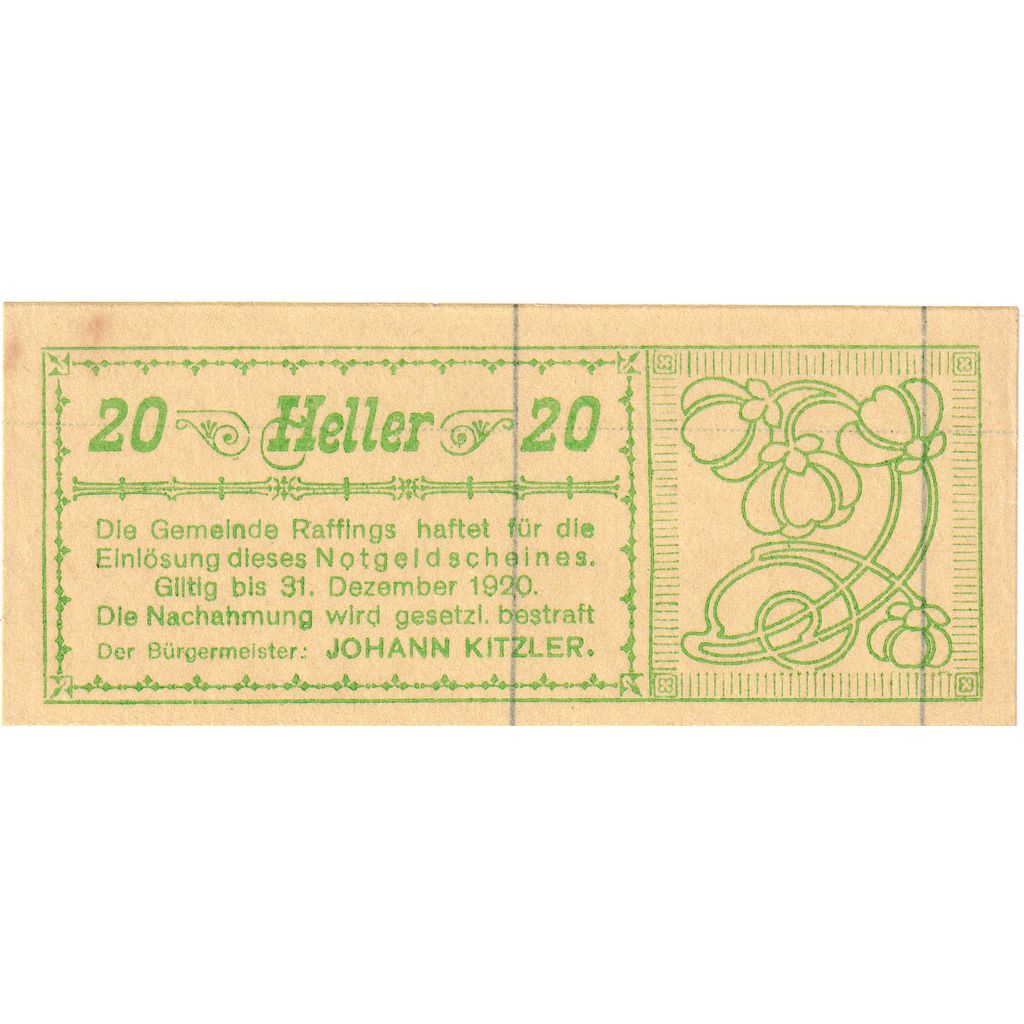 20 Heller 20
Die Gemeinde Raffings haftet für die
Einlösung dieses Notgeldscheines.
Giltig bis 31. Dezember 1920.
Die Nachahmung wird gesetzl. bestraft
Der Bürgermeister: JOHANN KITZLER.